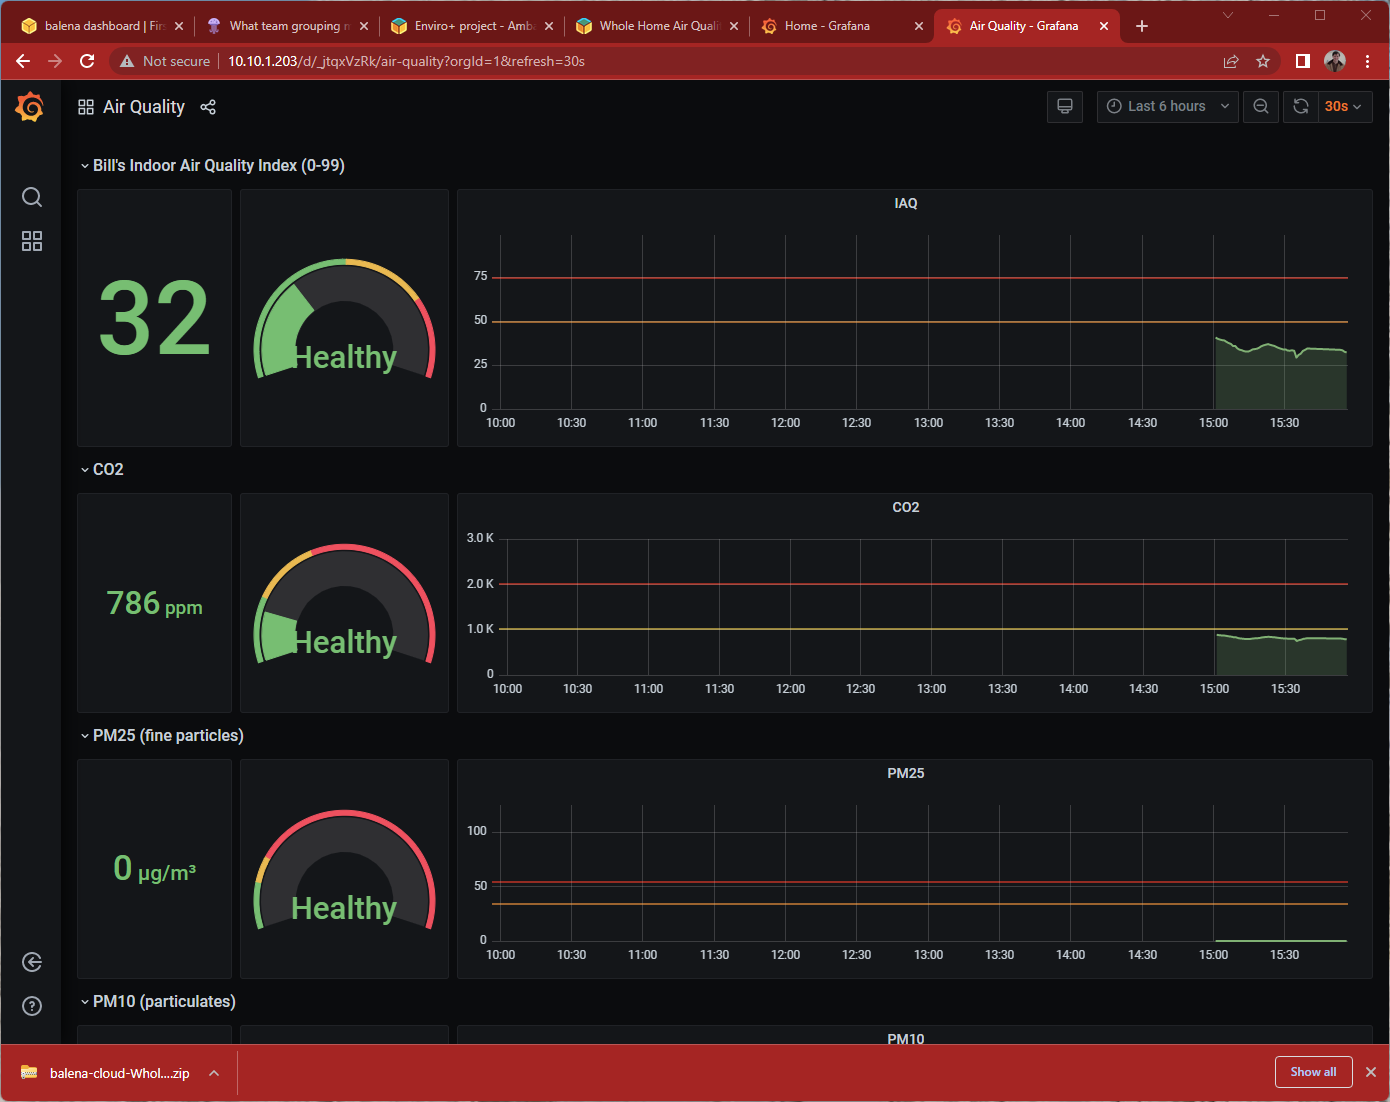 balena dashboard | Firs
What team grouping n
Enviro+ project - Ambe
Whole Home Air Qualit
Home - Grafana
Air Quality - Grafana
Not secure
10.10.1.203/d/_jtqxVzRk/air-quality?orgId=1&refresh=30s
Air Quality
Last 6 hours
30s
Bill's Indoor Air Quality Index (0-99)
32
Healthy
IAQ
75
50
25
0
10:00 10:30 11:00 11:30 12:00 12:30 13:00 13:30 14:00 14:30 15:00 15:30
CO2
786 ppm
Healthy
CO2
3.0 K
2.0 K
1.0 K
0
10:00 10:30 11:00 11:30 12:00 12:30 13:00 13:30 14:00 14:30 15:00 15:30
PM25 (fine particles)
0 µg/m³
Healthy
PM25
100
50
0
10:00 10:30 11:00 11:30 12:00 12:30 13:00 13:30 14:00 14:30 15:00 15:30
PM10 (particulates)
PM10
balena-cloud-Whol....zip
Show all